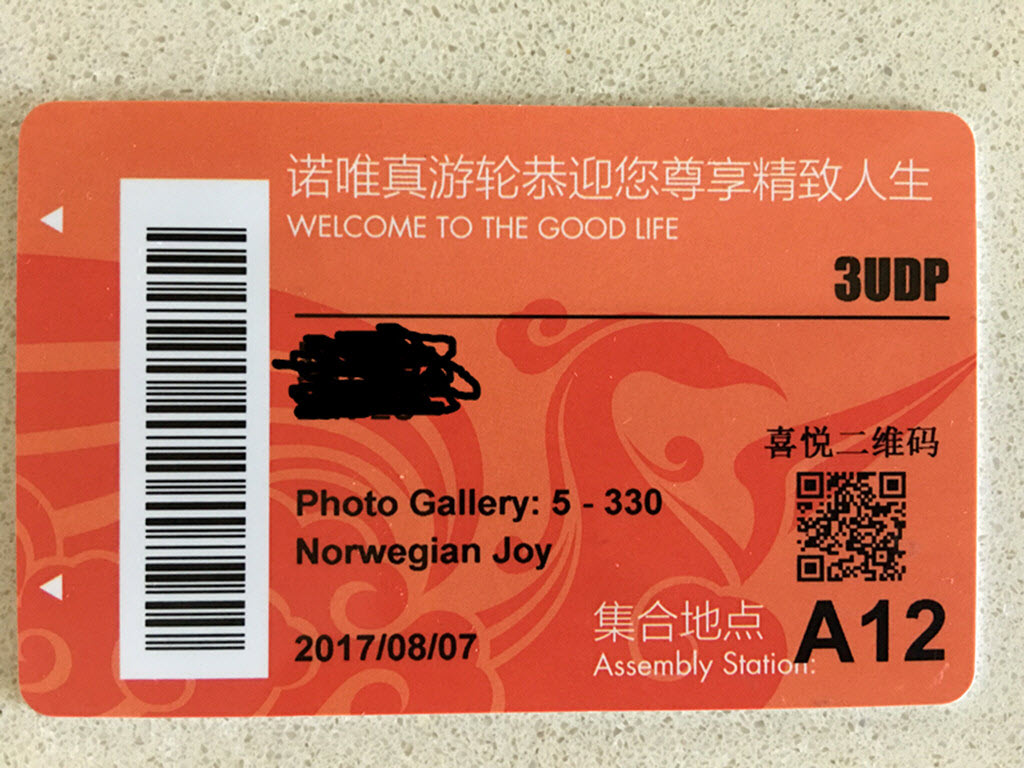 诺唯真游轮恭迎您尊享精致人生
WELCOME TO THE GOOD LIFE
3UDP
Photo Gallery: 5 - 330
Norwegian Joy
喜悦二维码
2017/08/07
集合地点
Assembly Station:
A12